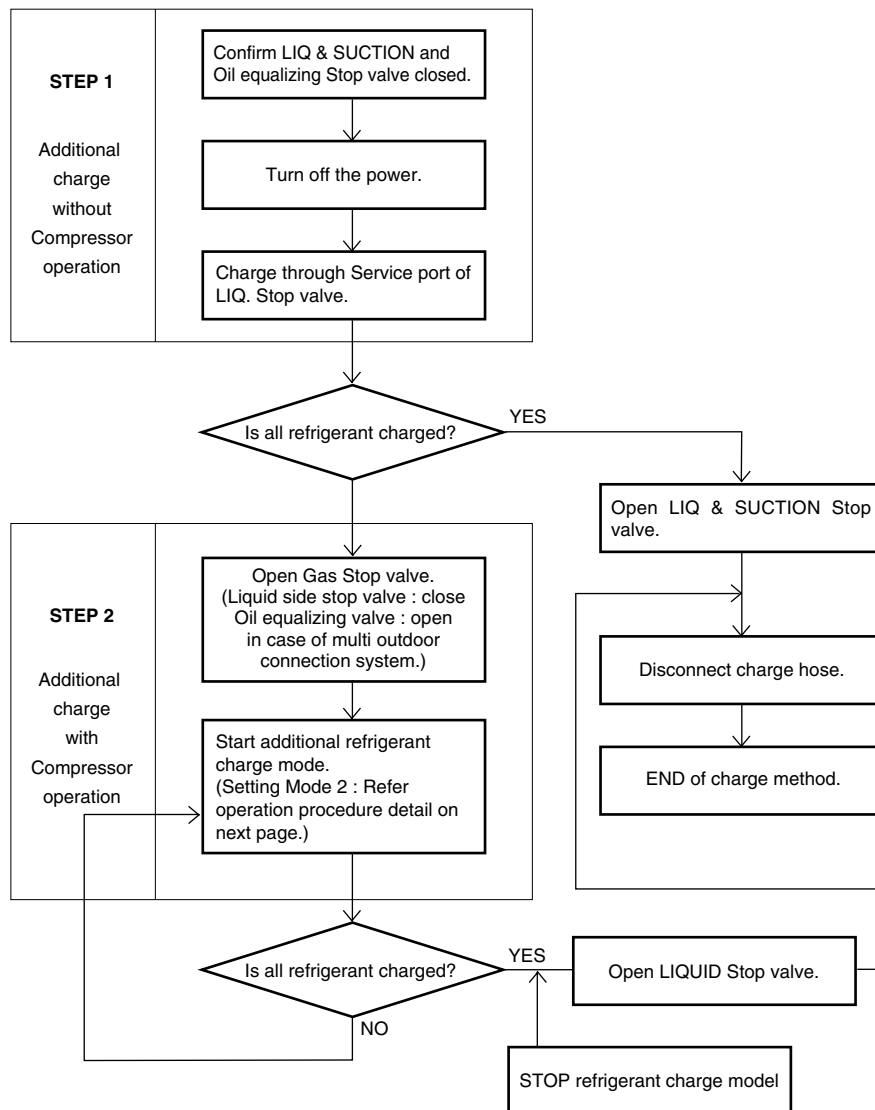 STEP 1
Additional
charge
without
Compressor
operation
Confirm LIQ & SUCTION and
Oil equalizing Stop valve closed.
Turn off the power.
Charge through Service port of
LIQ. Stop valve.
Is all refrigerant charged?
YES
Open LIQ & SUCTION Stop
valve.
Disconnect charge hose.
END of charge method.
STEP 2
Additional
charge
with
Compressor
operation
Open Gas Stop valve.
(Liquid side stop valve : close
Oil equalizing valve : open
in case of multi outdoor
connection system.)
Start additional refrigerant
charge mode.
(Setting Mode 2 : Refer
operation procedure detail on
next page.)
Is all refrigerant charged?
YES
NO
Open LIQUID Stop valve.
STOP refrigerant charge model